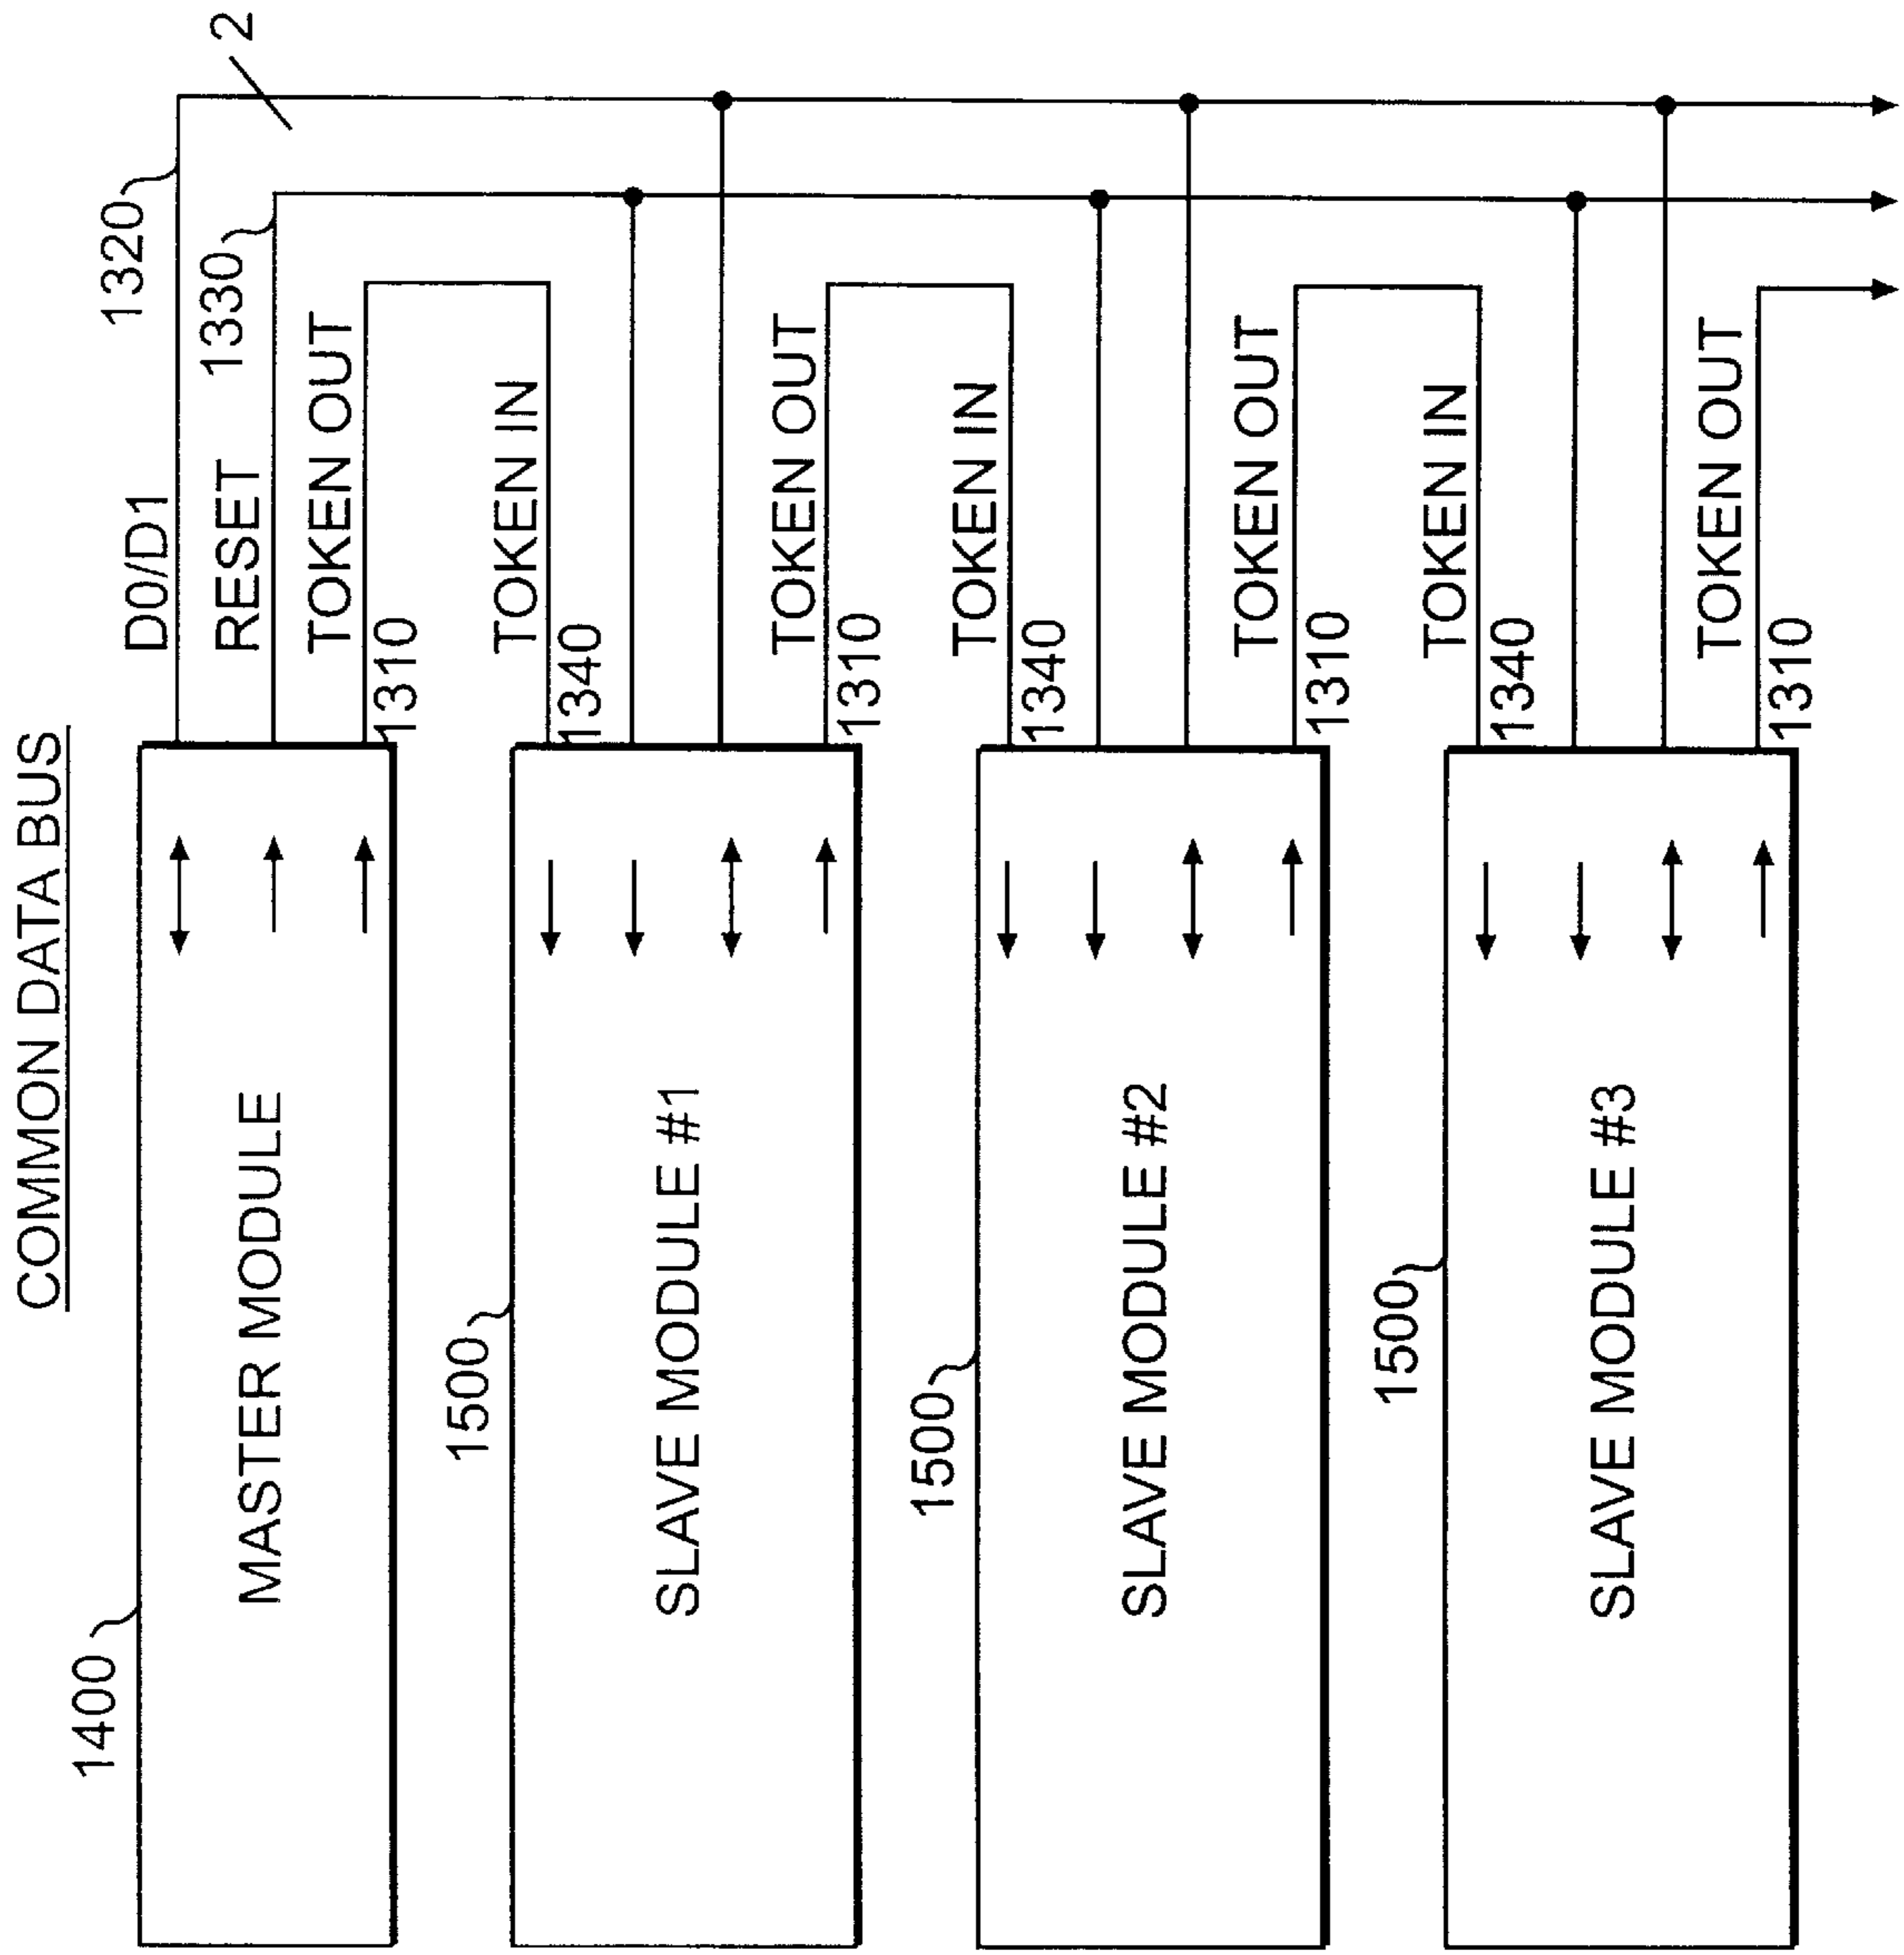 COMMON DATA BUS
1400
MASTER MODULE
D0/D1
1320
2
RESET
1330
TOKEN OUT
1310
1500
SLAVE MODULE #1
TOKEN IN
1340
TOKEN OUT
1310
1500
SLAVE MODULE #2
TOKEN IN
1340
TOKEN OUT
1310
1500
SLAVE MODULE #3
TOKEN IN
1340
TOKEN OUT
1310